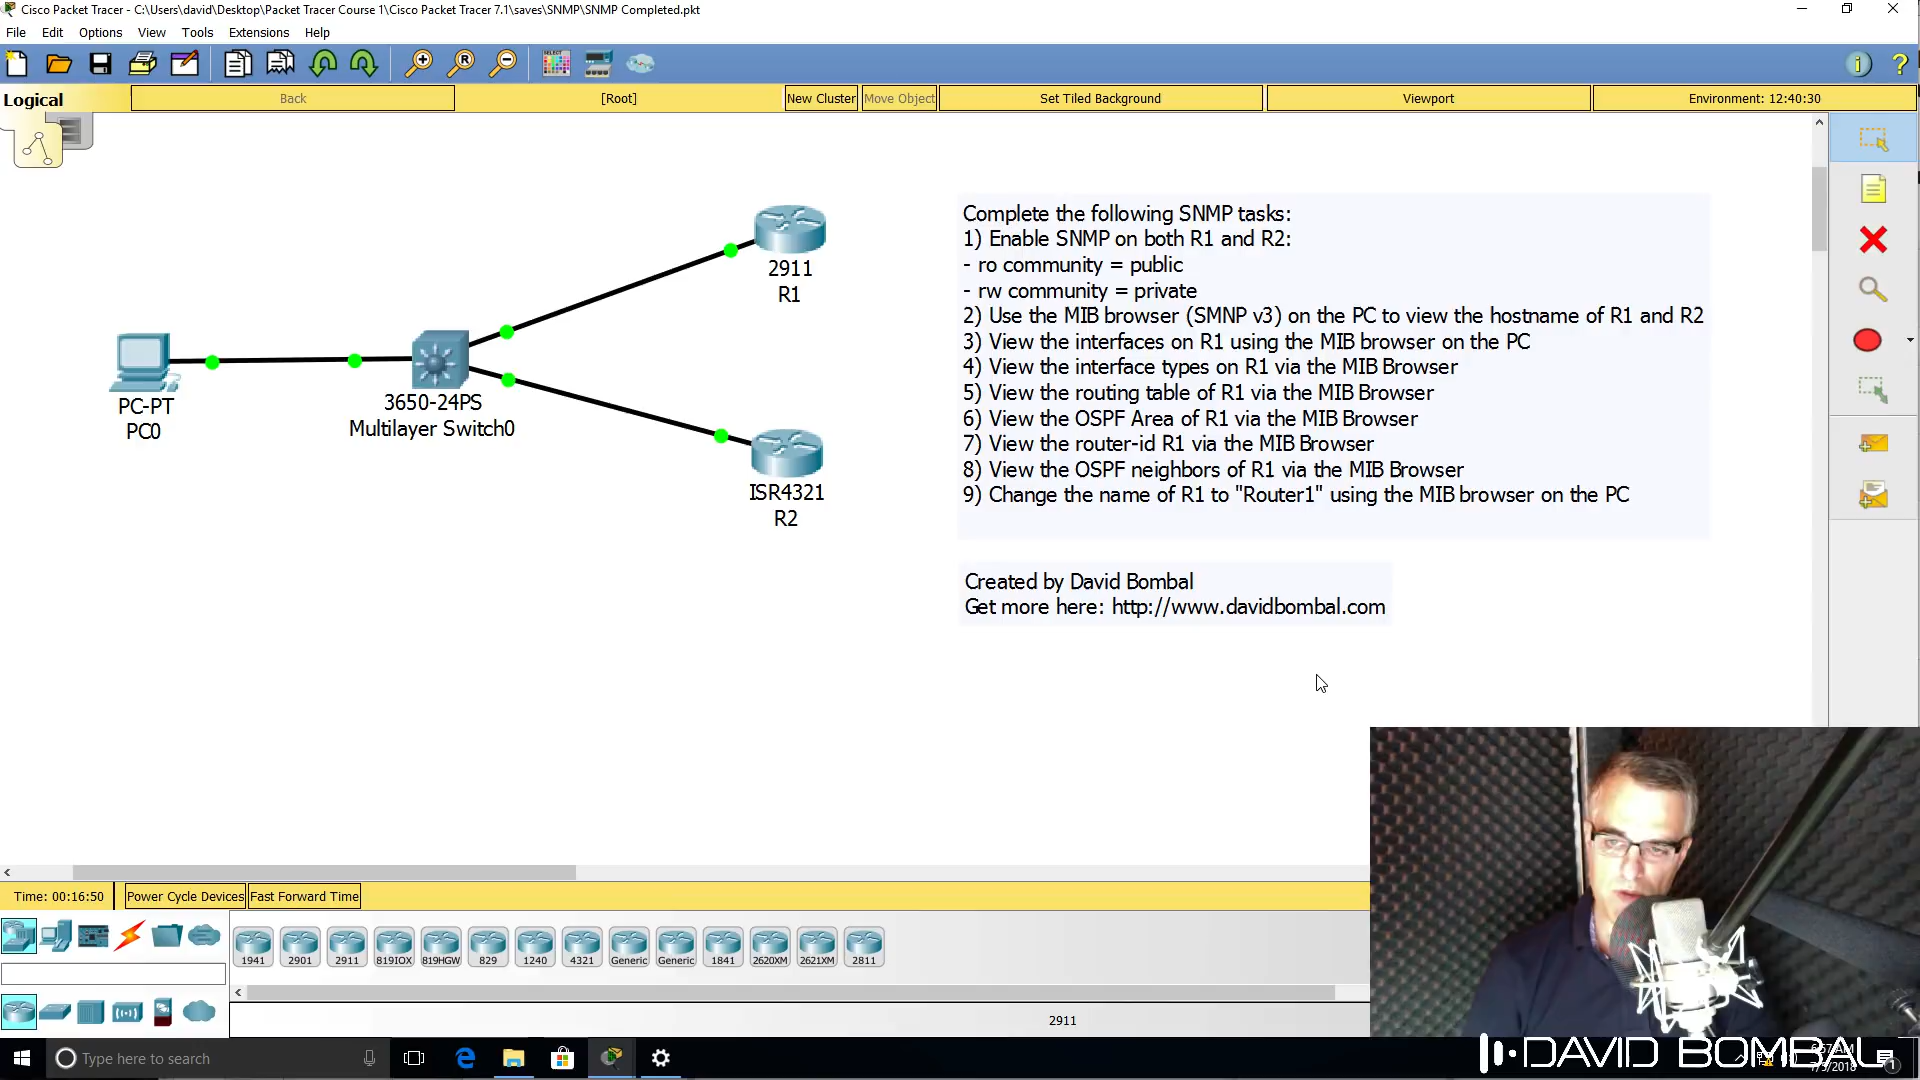 Cisco Packet Tracer - C:\Users\david\Desktop\Packet Tracer Course 1\Cisco Packet Tracer 7.1\saves\SNMP\SNMP Completed.pkt
File Edit Options View Tools Extensions Help
Logical Back [Root] New Cluster Move Object Set Tiled Background Viewport Environment: 12:40:30
Complete the following SNMP tasks:
1) Enable SNMP on both R1 and R2:
- ro community = public
- rw community = private
2) Use the MIB browser (SMNP v3) on the PC to view the hostname of R1 and R2
3) View the interfaces on R1 using the MIB browser on the PC
4) View the interface types on R1 via the MIB Browser
5) View the routing table of R1 via the MIB Browser
6) View the OSPF Area of R1 via the MIB Browser
7) View the router-id R1 via the MIB Browser
8) View the OSPF neighbors of R1 via the MIB Browser
9) Change the name of R1 to "Router1" using the MIB browser on the PC
Created by David Bombal
Get more here: http://www.davidbombal.com
2911
R1
PC-PT
PC0
3650-24PS
Multilayer Switch0
ISR4321
R2
Time: 00:16:50 Power Cycle Devices Fast Forward Time
1941 2901 2911 819IOX 819HGW 829 1240 4321 Generic Generic 1841 2620XM 2621XM 2811
2911
Type here to search
DAVID BOMBAL